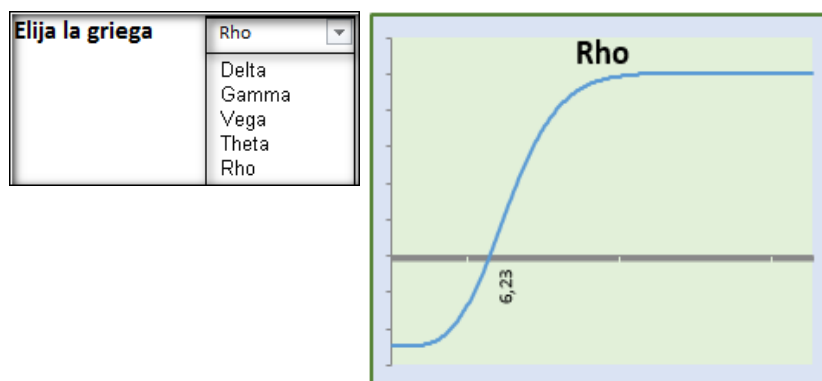 Elija la griega
Rho
Delta
Gamma
Vega
Theta
Rho
Rho
6,23